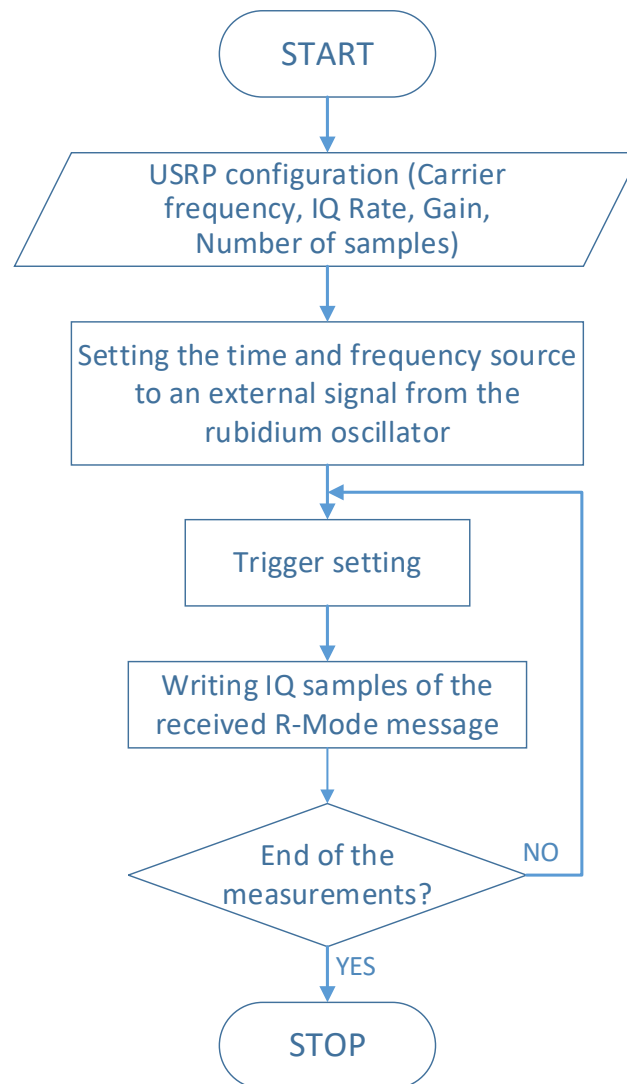 START
USRP configuration (Carrier
frequency, IQ Rate, Gain,
Number of samples)
Setting the time and frequency source
to an external signal from the
rubidium oscillator
Trigger setting
Writing IQ samples of the
received R-Mode message
End of the
measurements?
NO
YES
STOP